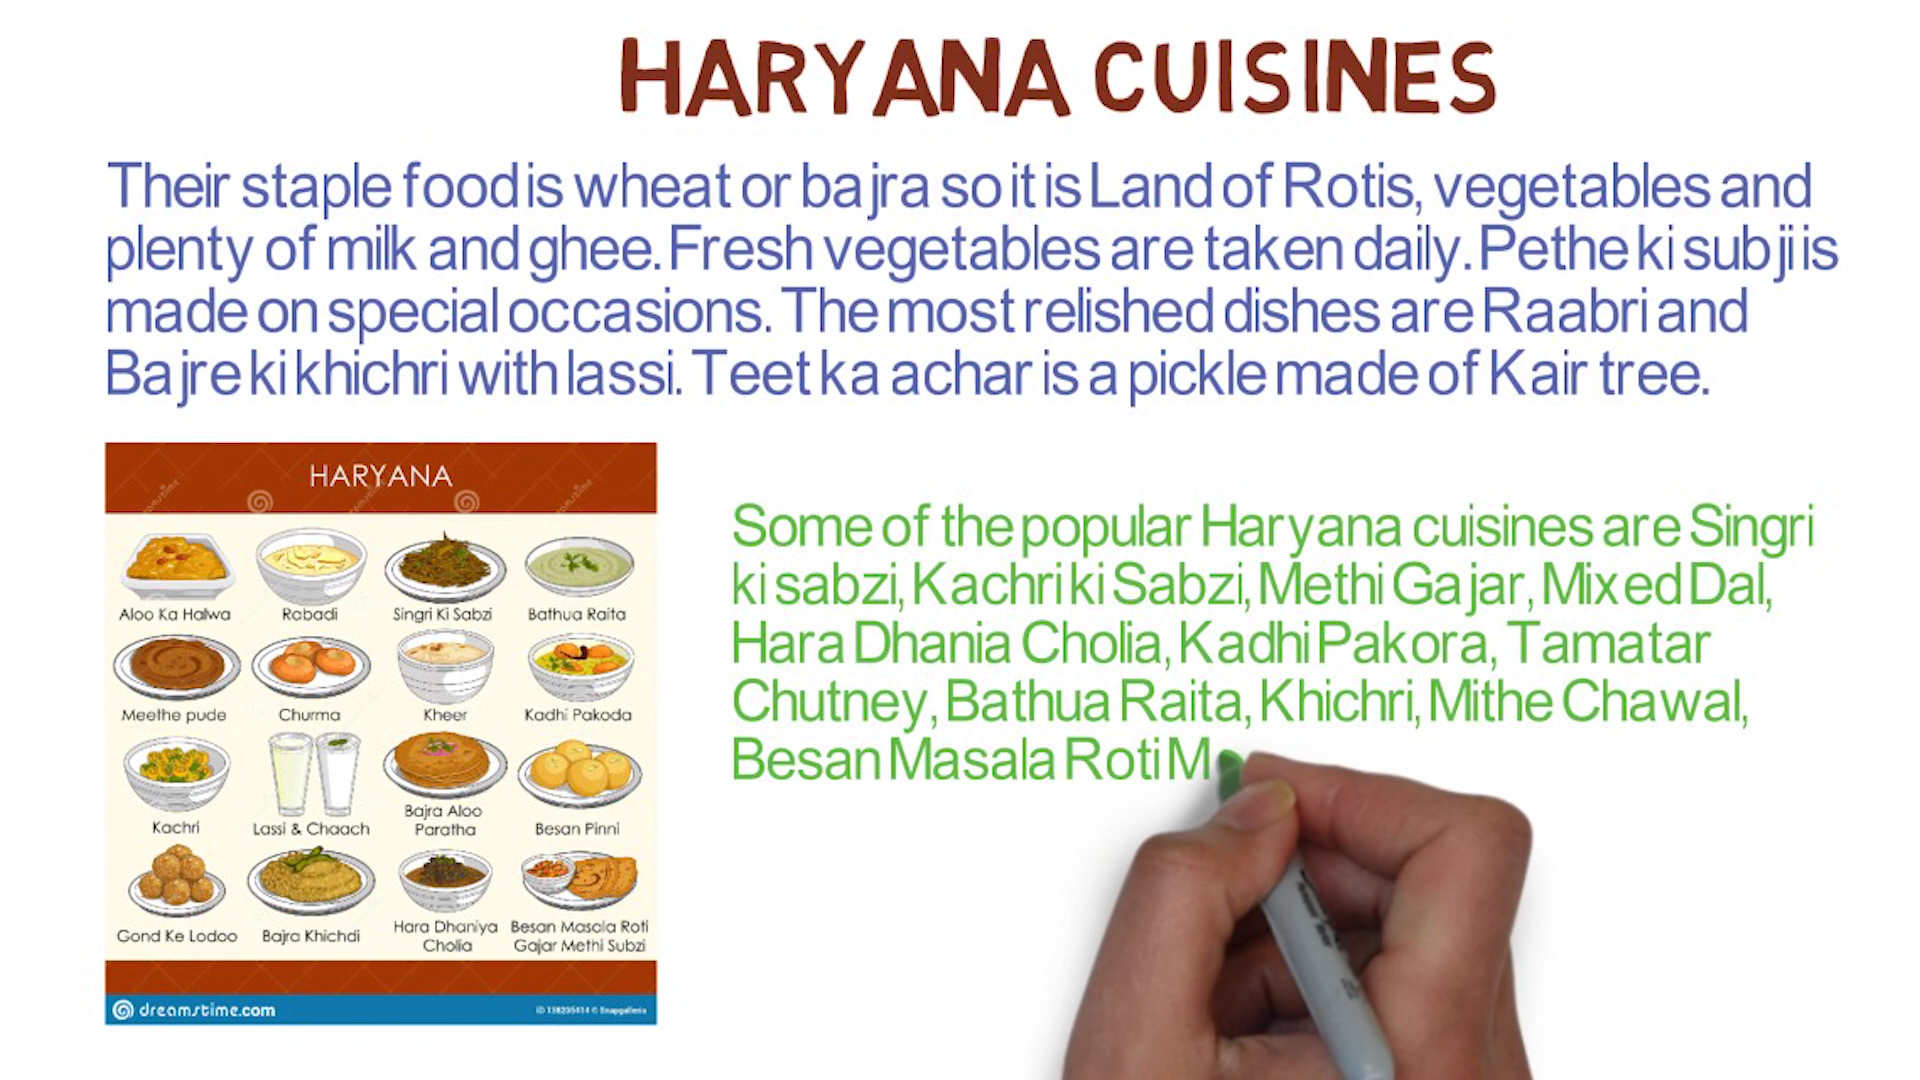 HARYANA CUISINES
Their staple food is wheat or bajra so it is Land of Rotis, vegetables and
plenty of milk and ghee. Fresh vegetables are taken daily. Pethe ki subji is
made on special occasions. The most relished dishes are Raabri and
Bajre ki khichri with lassi. Teet ka achar is a pickle made of Kair tree.
HARYANA
Aloo Ka Halwa Rabadi Singri Ki Sabzi Bathua Raita
Meethe pude Churma Kheer Kadhi Pakoda
Kachri Lassi & Chaach Bajra Aloo Paratha Besan Pinni
Gond Ke Lodoo Bajra Khichdi Hara Dhaniya Cholia Besan Masala Roti Gajar Methi Subzi
dreamstime.com
ID 138205414 © Snapgalleria
Some of the popular Haryana cuisines are Singri
ki sabzi, Kachri ki Sabzi, Methi Gajar, Mixed Dal,
Hara Dhania Cholia, Kadhi Pakora, Tamatar
Chutney, Bathua Raita, Khichri, Mithe Chawal,
Besan Masala Roti M